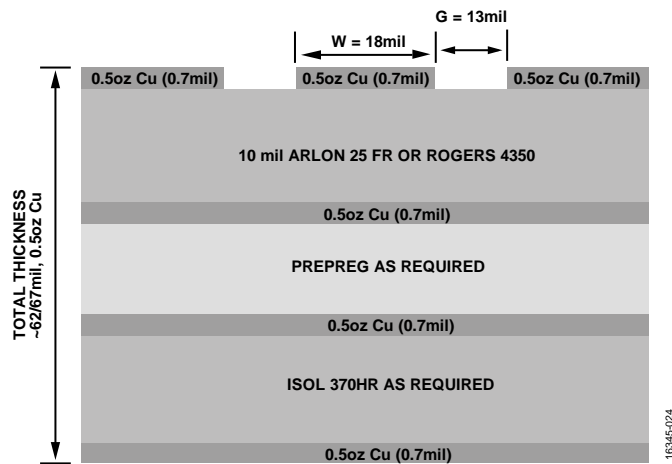 G = 13mil
W = 18mil
0.5oz Cu (0.7mil)
0.5oz Cu (0.7mil)
0.5oz Cu (0.7mil)
10 mil ARLON 25 FR OR ROGERS 4350
0.5oz Cu (0.7mil)
TOTAL THICKNESS
~62/67mil, 0.5oz Cu
PREPREG AS REQUIRED
0.5oz Cu (0.7mil)
ISOL 370HR AS REQUIRED
0.5oz Cu (0.7mil)
16345-024